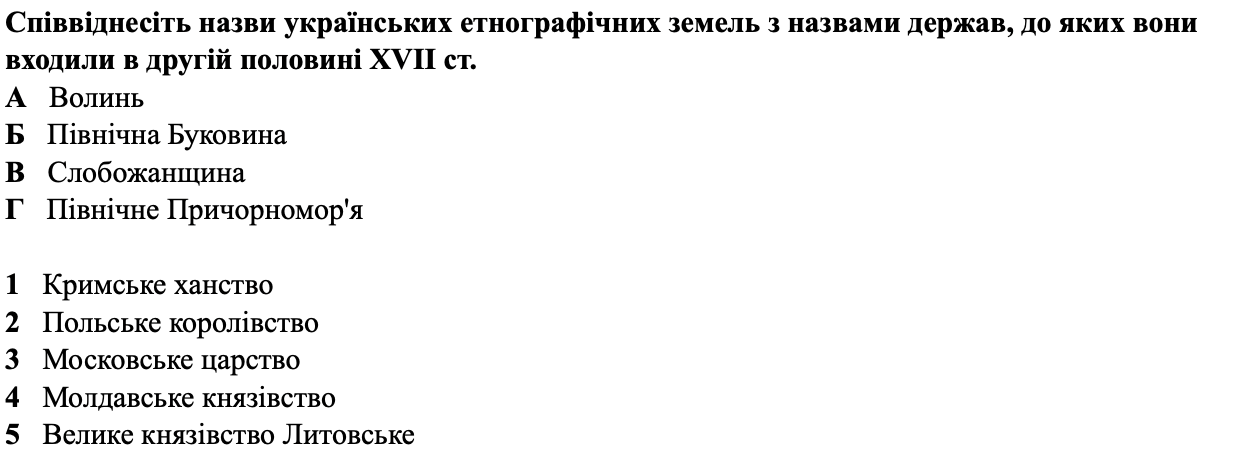 Співвіднесіть назви українських етнографічних земель з назвами держав, до яких вони
входили в другій половині XVII ст.
А Волинь
Б Північна Буковина
В Слобожанщина
Г Північне Причорномор'я
1 Кримське ханство
2 Польське королівство
3 Московське царство
4 Молдавське князівство
5 Велике князівство Литовське